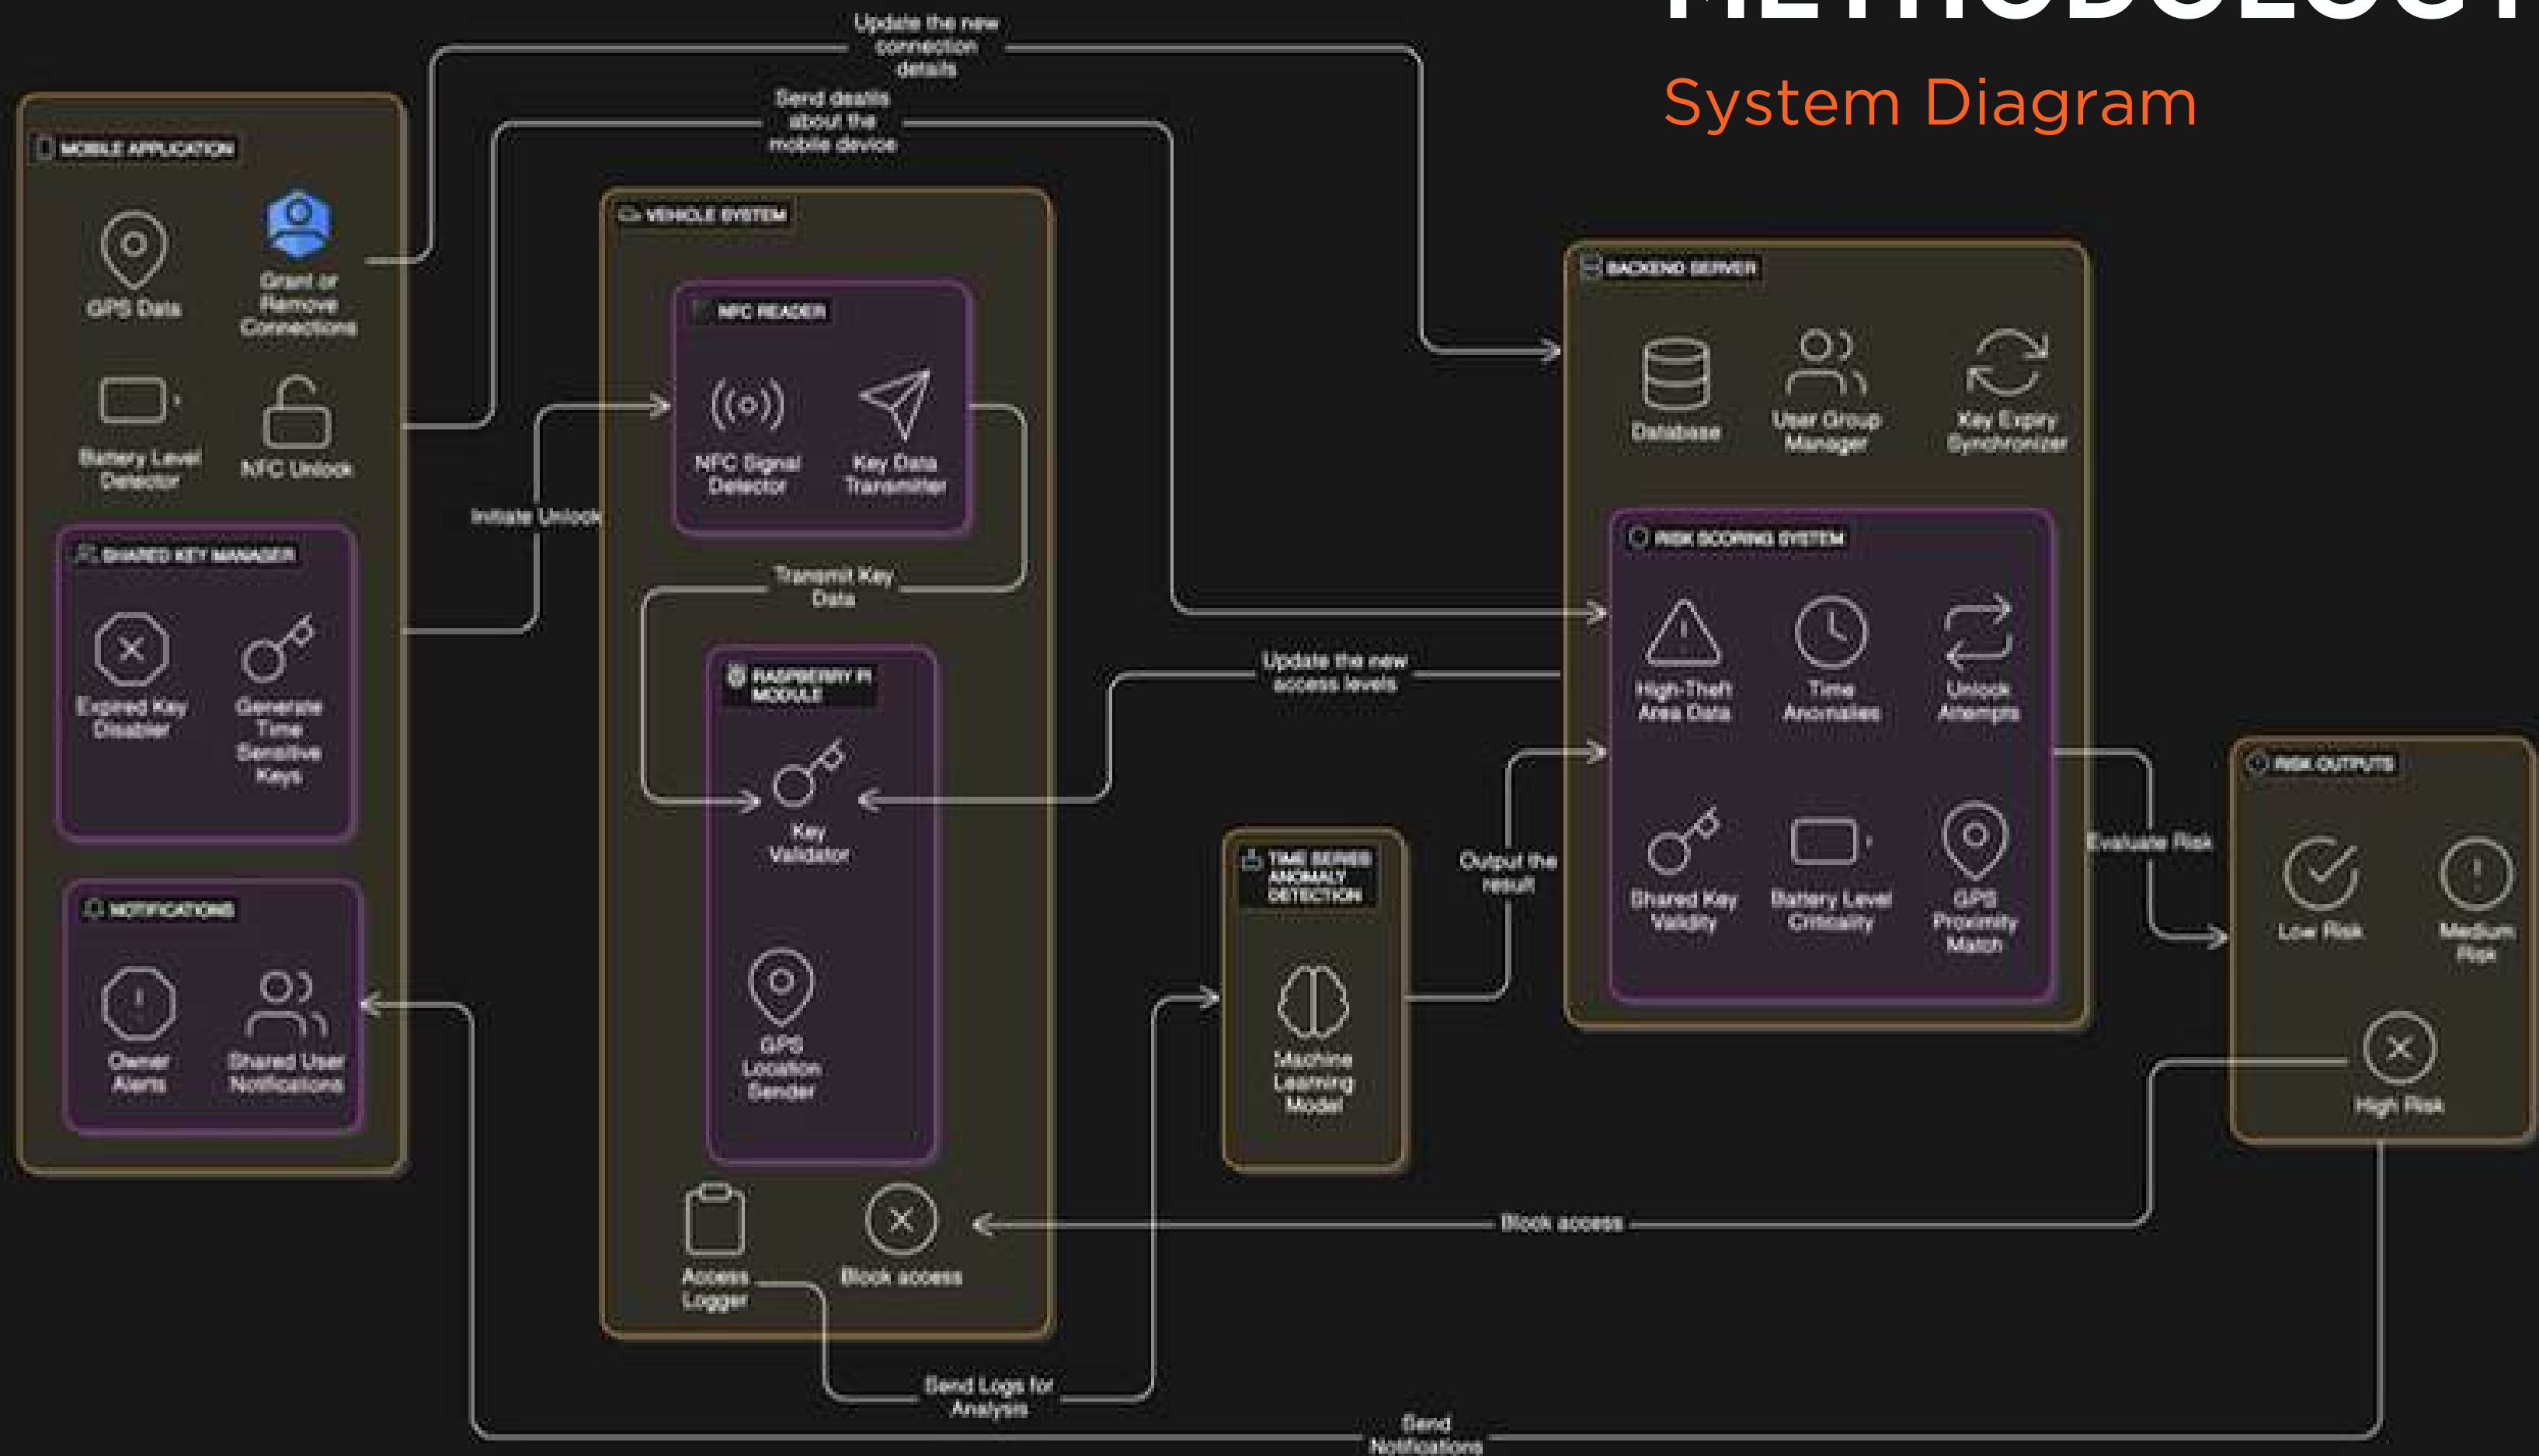 METHODOLOGY
System Diagram
Update the new
connection
details
Send deatils
about the
mobile device
MOBILE APPLICATION
GPS Data
Grant or
Remove
Connections
Battery Level
Detector
NFC Unlock
SHARED KEY MANAGER
Expired Key
Disabler
Generate
Time
Sensitive
Keys
NOTIFICATIONS
Owner
Alerts
Shared User
Notifications
Initiate Unlock
VEHICLE SYSTEM
NFC READER
NFC Signal
Detector
Key Data
Transmitter
Transmit Key
Data
RASPBERRY PI
MODULE
Key
Validator
GPS
Location
Sender
Access
Logger
Block access
Send Logs for
Analysis
Update the new
access levels
TIME SERIES
ANOMALY
DETECTION
Machine
Learning
Model
Output the
result
BACKEND SERVER
Database
User Group
Manager
Key Expiry
Synchronizer
RISK SCORING SYSTEM
High-Theft
Area Data
Time
Anomalies
Unlock
Attempts
Shared Key
Validity
Battery Level
Criticality
GPS
Proximity
Match
Evaluate Risk
RISK OUTPUTS
Low Risk
Medium
Risk
High Risk
Block access
Send
Notifications